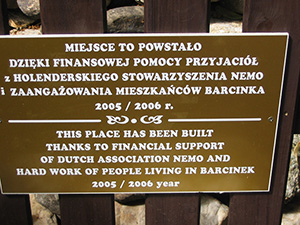 MIEJSCE TO POWSTAŁO
DZIĘKI FINANSOWEJ POMOCY PRZYJACIÓŁ
z HOLENDERSKIEGO STOWARZYSZENIA NEMO
i ZAANGAŻOWANIA MIESZKAŃCÓW BARCINKA
2005 / 2006 r.
THIS PLACE HAS BEEN BUILT
THANKS TO FINANCIAL SUPPORT
OF DUTCH ASSOCIATION NEMO AND
HARD WORK OF PEOPLE LIVING IN BARCINEK
2005 / 2006 year